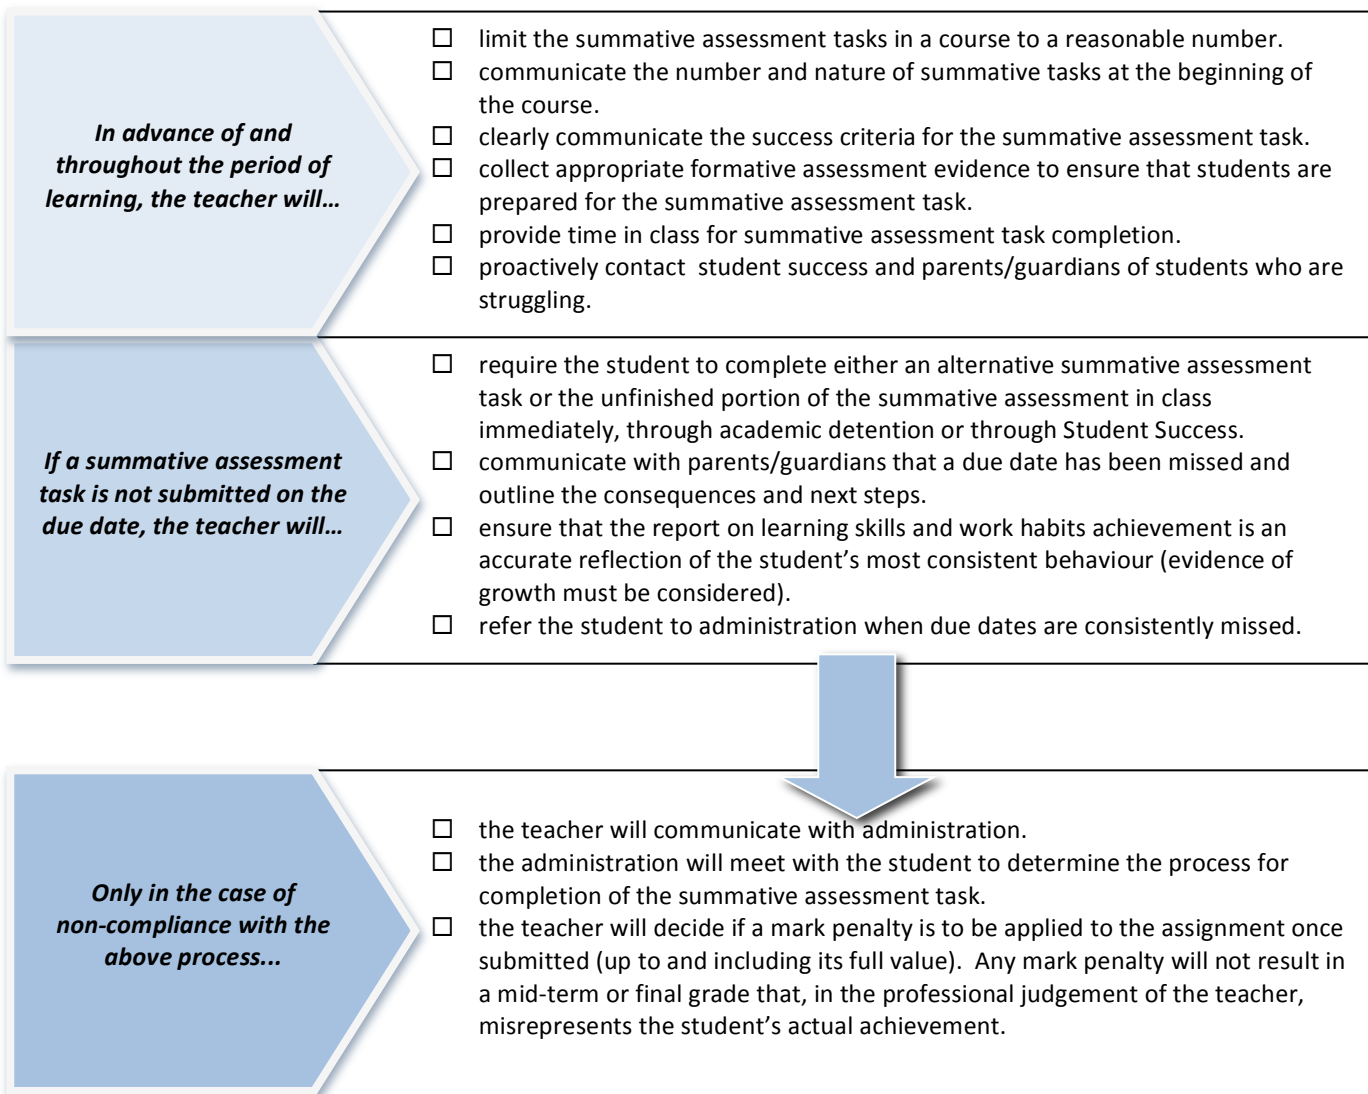 In advance of and
throughout the period of
learning, the teacher will…
☐ limit the summative assessment tasks in a course to a reasonable number.
☐ communicate the number and nature of summative tasks at the beginning of
the course.
☐ clearly communicate the success criteria for the summative assessment task.
☐ collect appropriate formative assessment evidence to ensure that students are
prepared for the summative assessment task.
☐ provide time in class for summative assessment task completion.
☐ proactively contact  student success and parents/guardians of students who are
struggling.
If a summative assessment
task is not submitted on the
due date, the teacher will…
☐ require the student to complete either an alternative summative assessment
task or the unfinished portion of the summative assessment in class
immediately, through academic detention or through Student Success.
☐ communicate with parents/guardians that a due date has been missed and
outline the consequences and next steps.
☐ ensure that the report on learning skills and work habits achievement is an
accurate reflection of the student’s most consistent behaviour (evidence of
growth must be considered).
☐ refer the student to administration when due dates are consistently missed.
Only in the case of
non-compliance with the
above process...
☐ the teacher will communicate with administration.
☐ the administration will meet with the student to determine the process for
completion of the summative assessment task.
☐ the teacher will decide if a mark penalty is to be applied to the assignment once
submitted (up to and including its full value).  Any mark penalty will not result in
a mid-term or final grade that, in the professional judgement of the teacher,
misrepresents the student’s actual achievement.